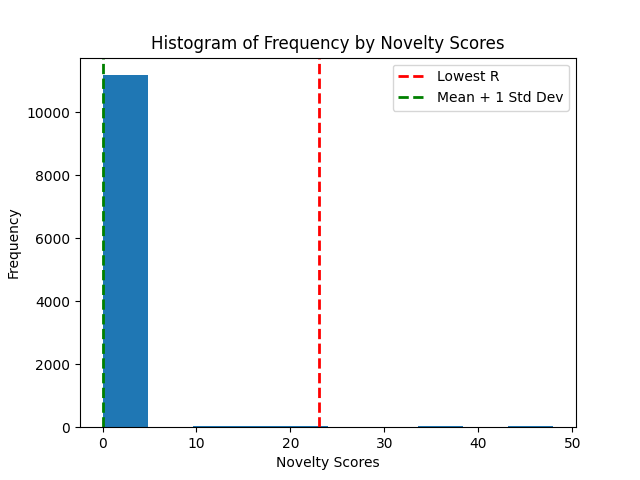 Histogram of Frequency by Novelty Scores
Lowest R
Mean + 1 Std Dev
Frequency
10000
8000
6000
4000
2000
0
0 10 20 30 40 50
Novelty Scores